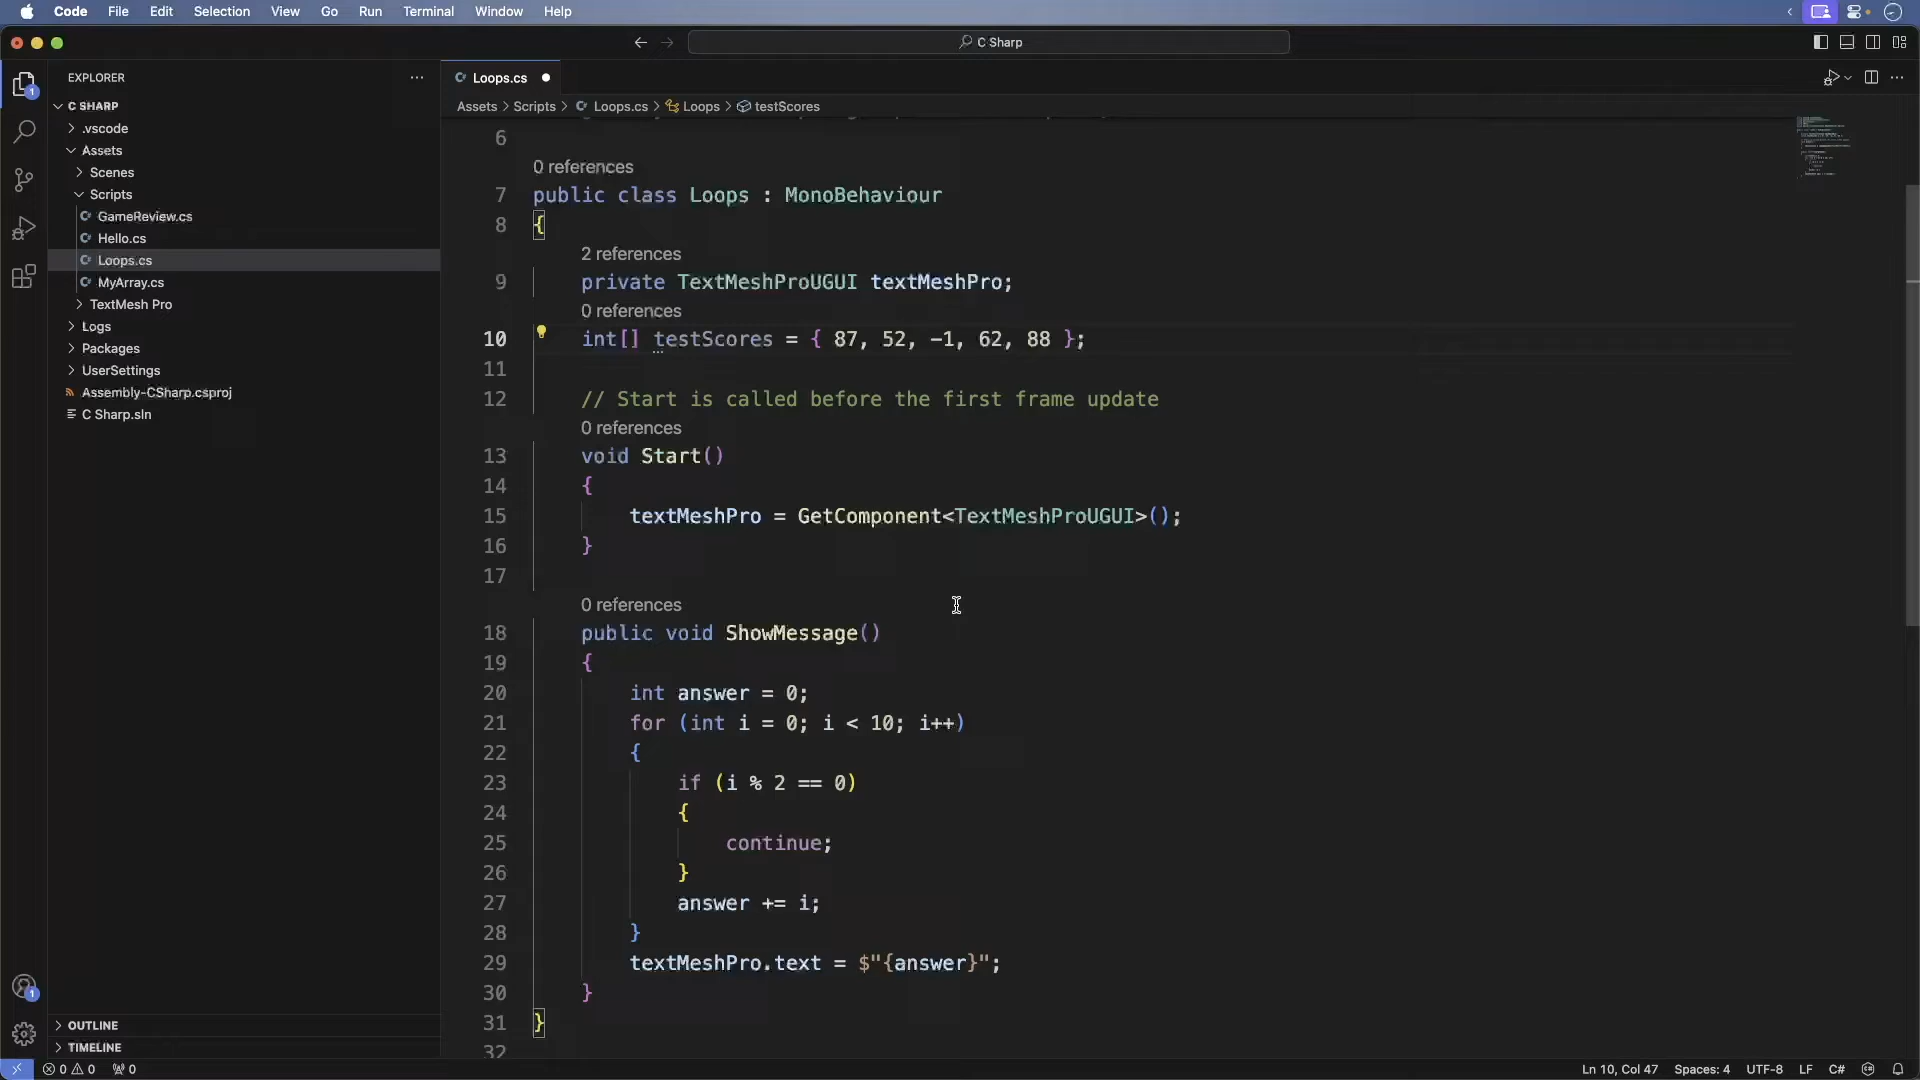 Code File Edit Selection View Go Run Terminal Window Help
C Sharp
EXPLORER
C SHARP
.vscode
Assets
Scenes
Scripts
GameReview.cs
Hello.cs
Loops.cs
MyArray.cs
TextMesh Pro
Logs
Packages
UserSettings
Assembly-CSharp.csproj
C Sharp.sln
OUTLINE
TIMELINE
1
1
Loops.cs
Assets > Scripts > Loops.cs > Loops > testScores
6
0 references
7 public class Loops : MonoBehaviour
8 {
2 references
9 private TextMeshProUGUI textMeshPro;
0 references
10 int[] testScores = { 87, 52, -1, 62, 88 };
11
12 // Start is called before the first frame update
0 references
13 void Start()
14 {
15 textMeshPro = GetComponent<TextMeshProUGUI>();
16 }
17
0 references
18 public void ShowMessage()
19 {
20 int answer = 0;
21 for (int i = 0; i < 10; i++)
22 {
23 if (i % 2 == 0)
24 {
25 continue;
26 }
27 answer += i;
28 }
29 textMeshPro.text = $"{answer}";
30 }
31 }
32
0 0 0
Ln 10, Col 47 Spaces: 4 UTF-8 LF C#